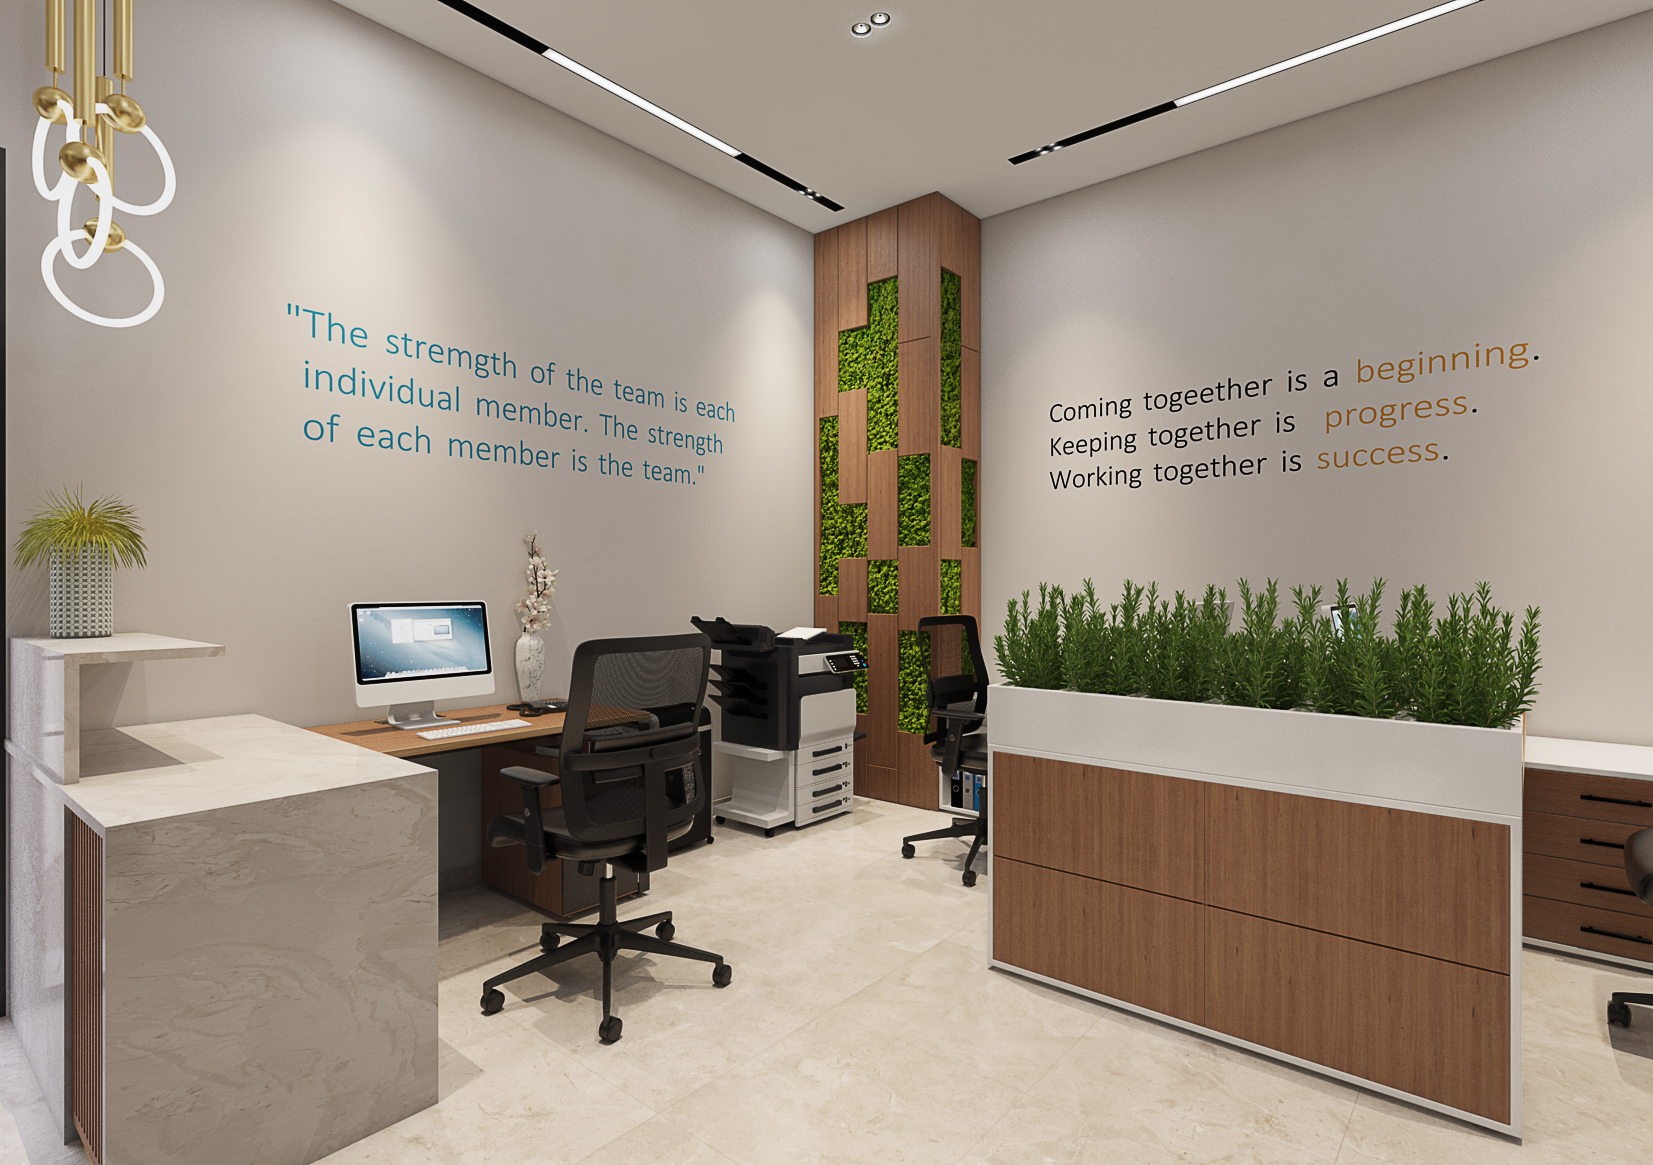 "The stremgth of the team is each
individual member. The strength
of each member is the team."
Coming togeether is a beginning.
Keeping together is progress.
Working together is success.